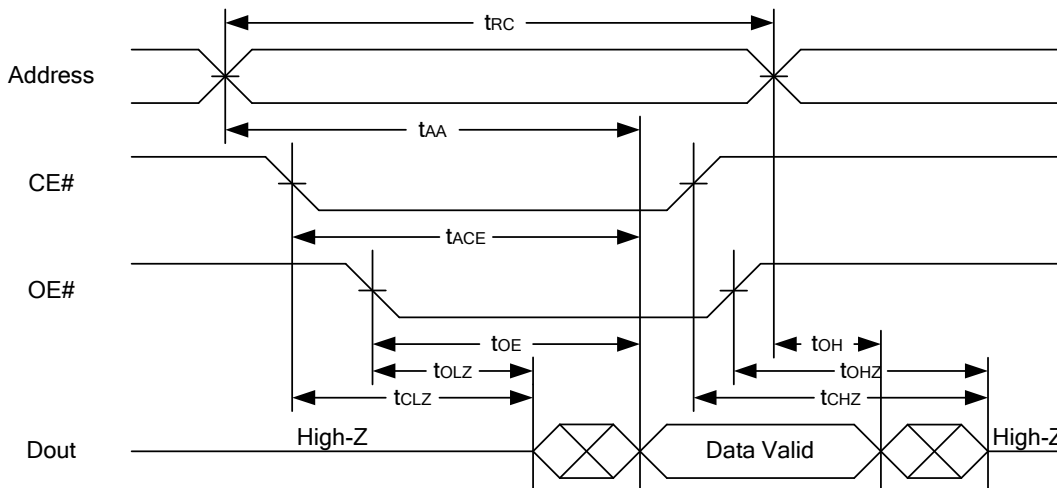 tRC
Address
tAA
CE#
tACE
OE#
tOE
tOH
tOLZ
tOHZ
tCLZ
tCHZ
High-Z
Data Valid
High-Z
Dout